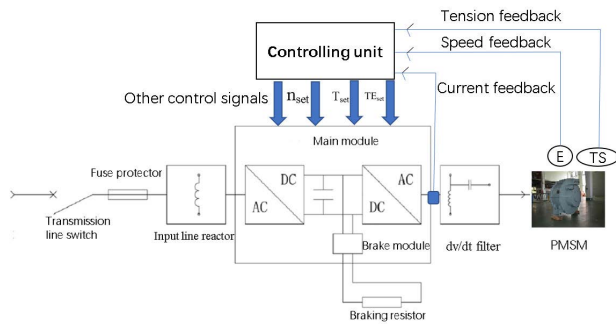 Tension feedback
Speed feedback
Controlling unit
Current feedback
Other control signals
nset
Tset
TEset
Main module
E
TS
Fuse protector
DC
AC
AC
DC
Transmission
line switch
Input line reactor
Brake module
dv/dt filter
PMSM
Braking resistor